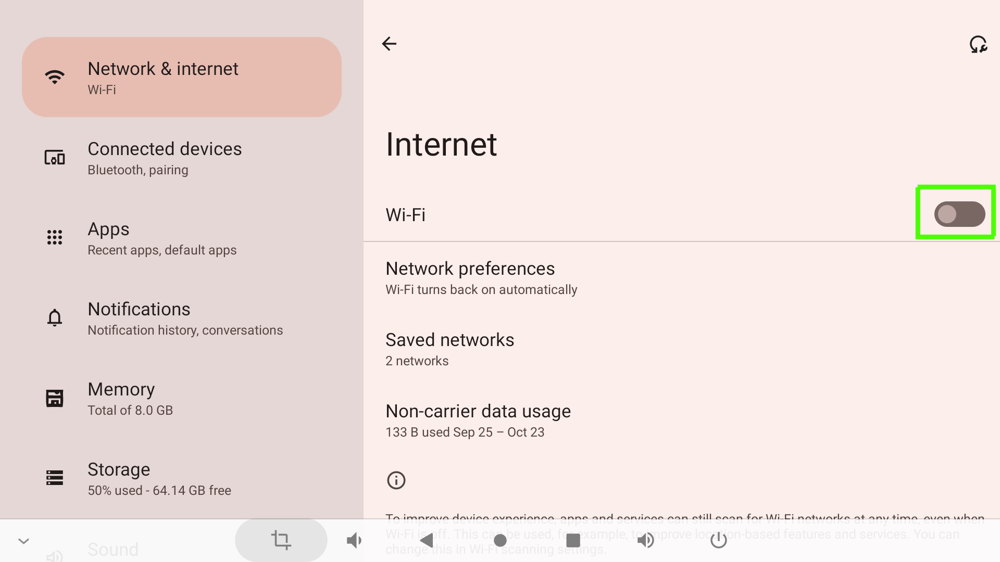 Network & internet
Wi-Fi
Connected devices
Bluetooth, pairing
Apps
Recent apps, default apps
Notifications
Notification history, conversations
Memory
Total of 8.0 GB
Storage
50% used - 64.14 GB free
Sound
Internet
Wi-Fi
Network preferences
Wi-Fi turns back on automatically
Saved networks
2 networks
Non-carrier data usage
133 B used Sep 25 – Oct 23
To improve device experience, apps and services can still scan for Wi-Fi networks at any time, even when
Wi-Fi is off. This can be used, for example, to improve location-based features and services. You can
change this in Wi-Fi scanning settings.